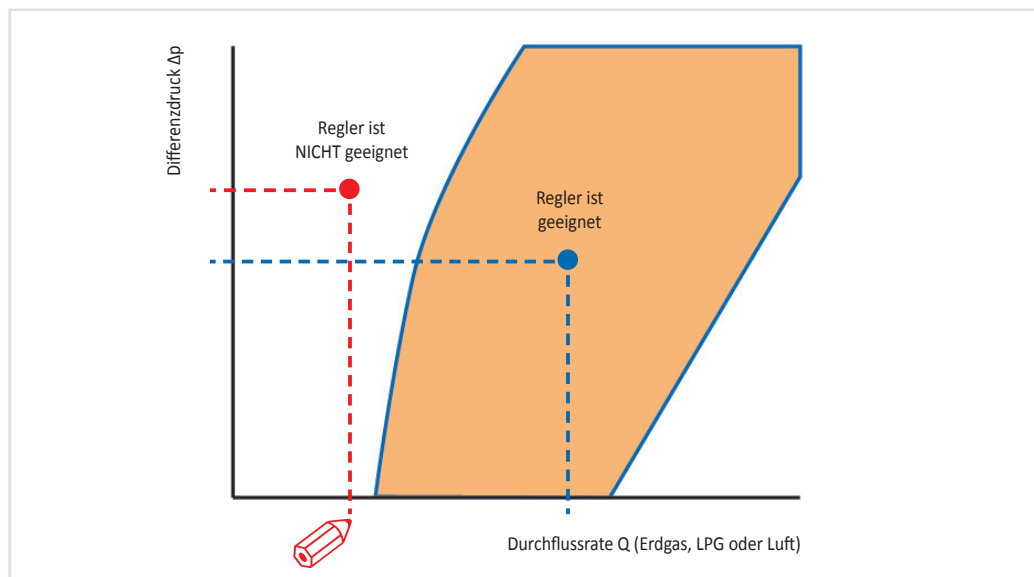 Differenzdruck Δp
Regler ist
NICHT geeignet
Regler ist
geeignet
Durchflussrate Q (Erdgas, LPG oder Luft)